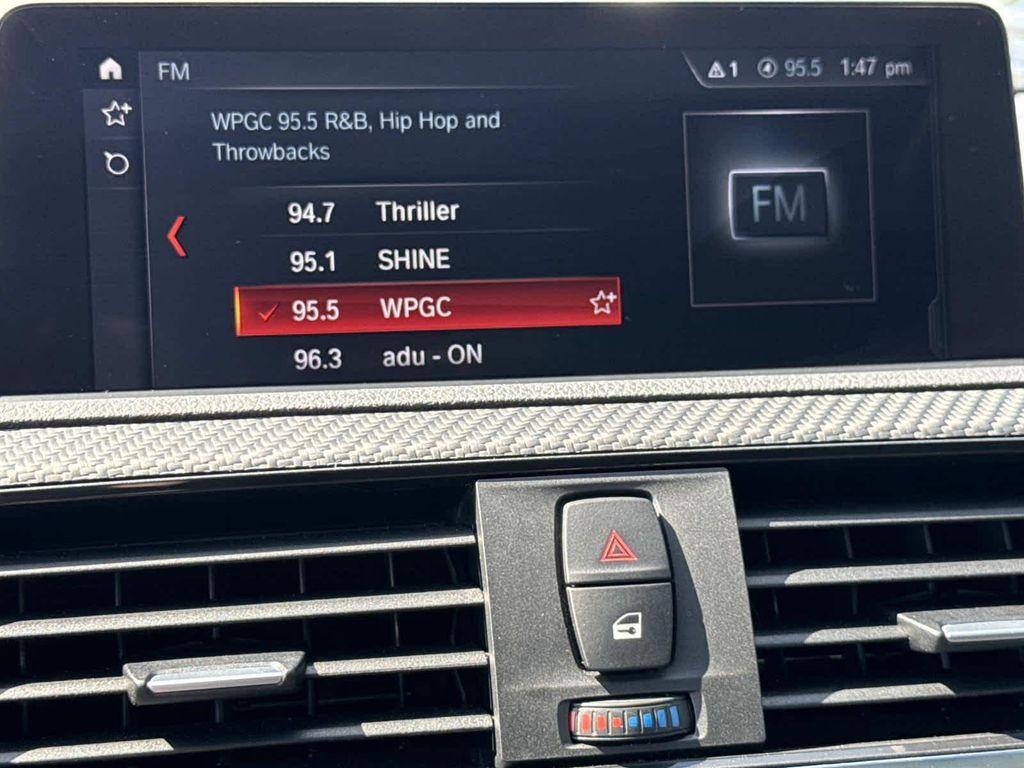 FM
1 95.5 1:47 pm
WPGC 95.5 R&B, Hip Hop and
Throwbacks
94.7 Thriller
95.1 SHINE
95.5 WPGC
96.3 adu - ON
FM